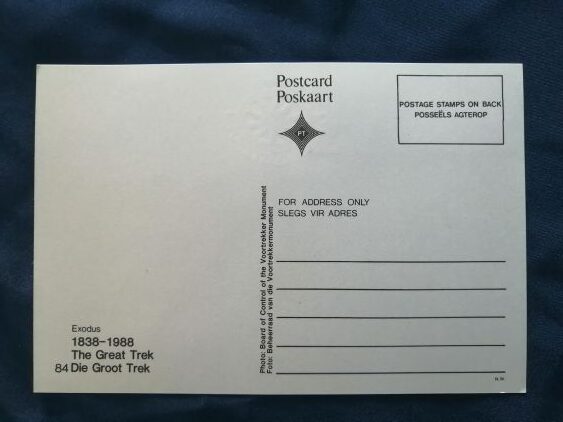 Postcard
Poskaart
PT
POSTAGE STAMPS ON BACK
POSSEËLS AGTEROP
FOR ADDRESS ONLY
SLEGS VIR ADRES
Photo: Board of Control of the Voortrekker Monument
Foto: Beheerraad van die Voortrekkermonument
Exodus
1838–1988
The Great Trek
84 Die Groot Trek